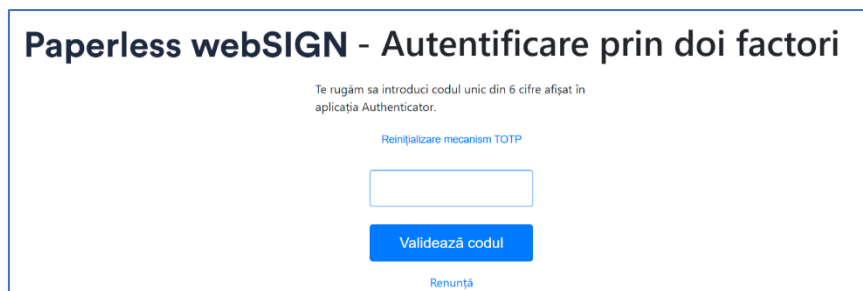 Paperless webSIGN - Autentificare prin doi factori
Te rugăm sa introduci codul unic din 6 cifre afișat în
aplicația Authenticator.
Reinițializare mecanism TOTP
Validează codul
Renunță